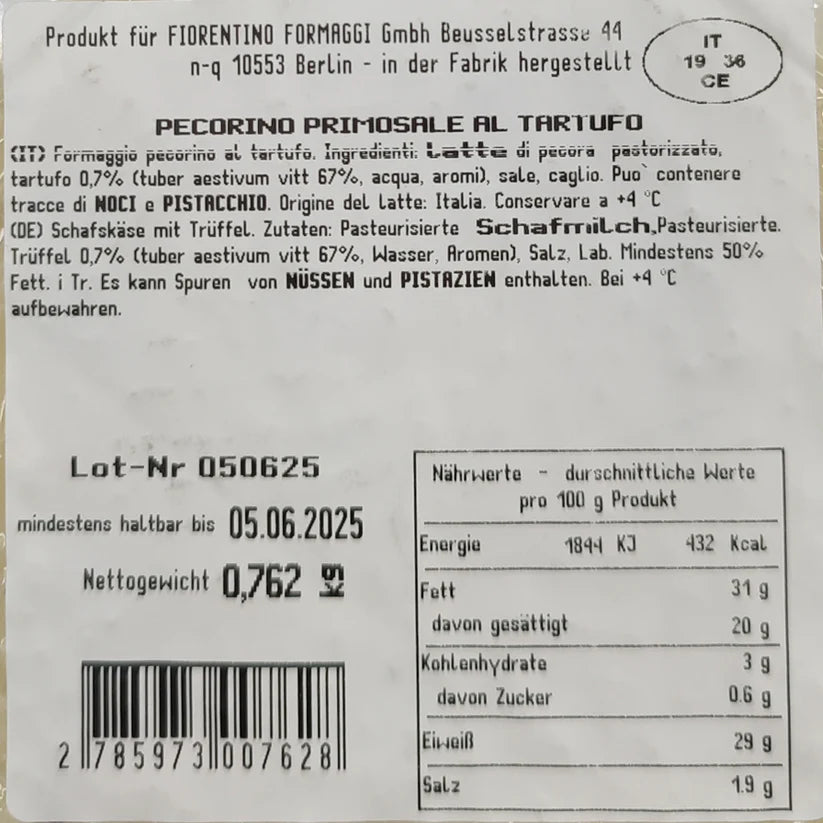 Produkt für FIORENTINO FORMAGGI Gmbh Beusselstrasse 44
n-q 10553 Berlin - in der Fabrik hergestellt
IT
19 36
CE
PECORINO PRIMOSALE AL TARTUFO
(IT) Formaggio pecorino al tartufo. Ingredienti: Latte di pecora pastorizzato,
tartufo 0,7% (tuber aestivum vitt 67%, acqua, aromi), sale, caglio. Puo` contenere
tracce di NOCI e PISTACCHIO. Origine del latte: Italia. Conservare a +4 °C
(DE) Schafskäse mit Trüffel. Zutaten: Pasteurisierte Schafmilch,Pasteurisierte.
Trüffel 0,7% (tuber aestivum vitt 67%, Wasser, Aromen), Salz, Lab. Mindestens 50%
Fett. i Tr. Es kann Spuren von NÜSSEN und PISTAZIEN enthalten. Bei +4 °C
aufbewahren.
Lot-Nr 050625
mindestens haltbar bis 05.06.2025
Nettogewicht 0,762 kg
2 785973 007628
Nährwerte - durschnittliche Werte
pro 100 g Produkt
Energie 1844 KJ 432 Kcal
Fett 31 g
davon gesättigt 20 g
Kohlenhydrate 3 g
davon Zucker 0.6 g
Eiweiß 29 g
Salz 1.9 g